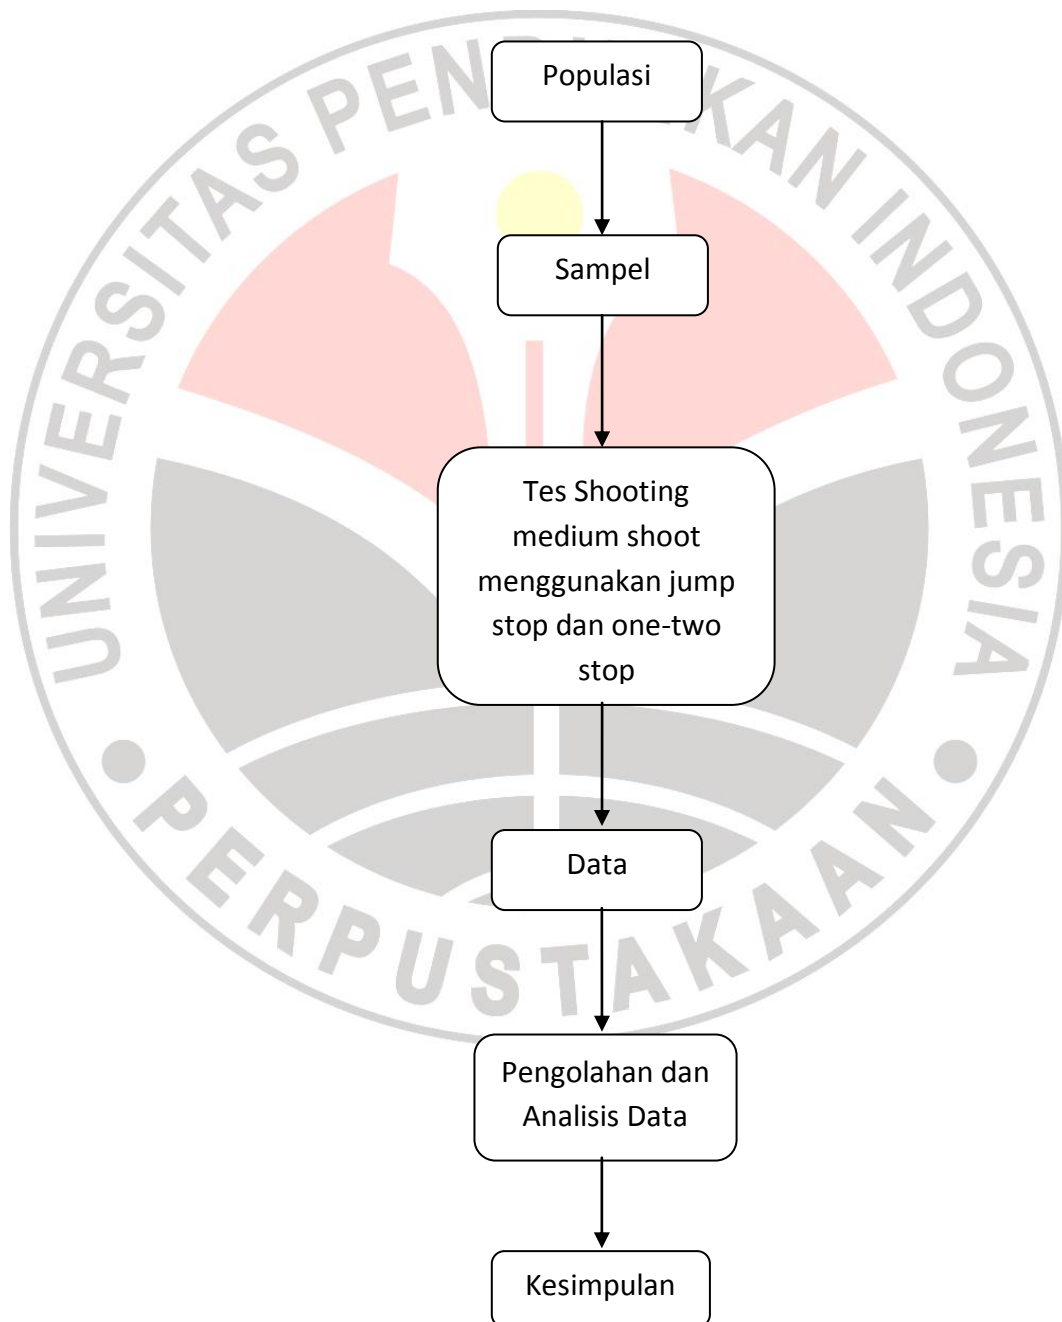 Populasi
Sampel
Tes Shooting
medium shoot
menggunakan jump
stop dan one-two
stop
Data
Pengolahan dan
Analisis Data
Kesimpulan
UNIVERSITAS PENDIDIKAN INDONESIA
PERPUSTAKAAN